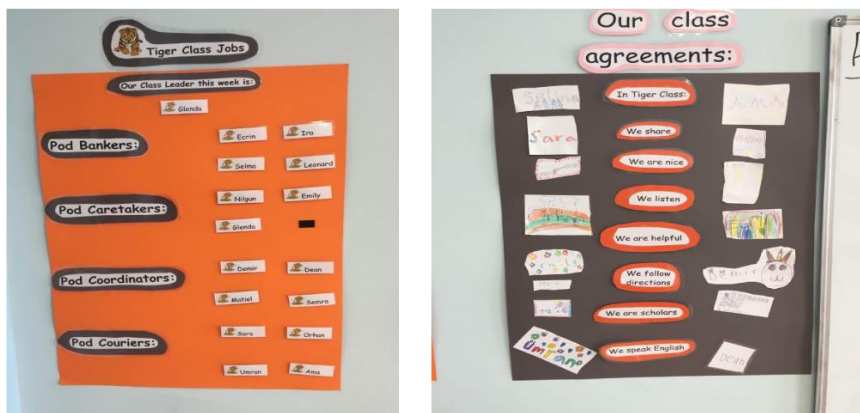 Tiger Class Jobs
Our Class Leader this week is:
Glenda
Pod Bankers:
Ecrin Ira
Selma Leonard
Pod Caretakers:
Nilgun Emily
Glenda
Pod Coordinators:
Demir Dean
Matiel Semra
Pod Couriers:
Sara Orhan
Umran Ama
Our class
agreements:
In Tiger Class:
We share
Sara
We are nice
We listen
We are helpful
We follow
directions
Demir
We are scholars
We speak English
Dean